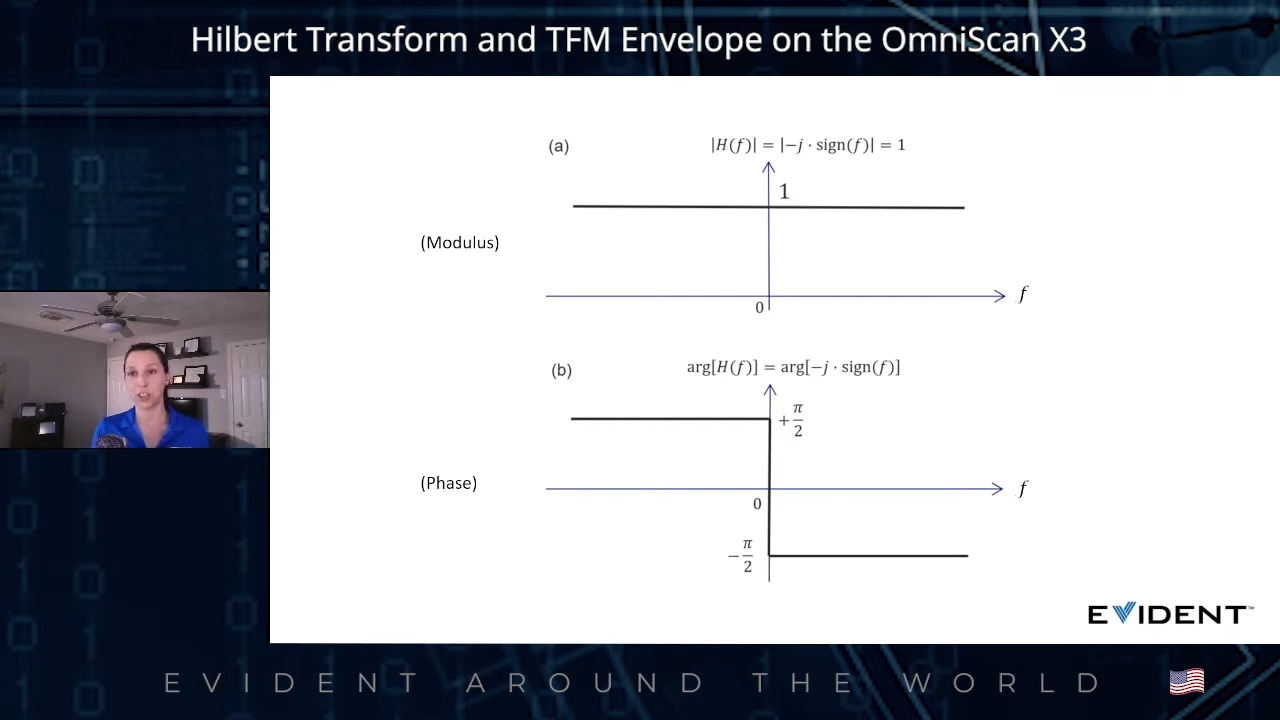 Hilbert Transform and TFM Envelope on the OmniScan X3
(a)
|H(f)| = |−j · sign(f)| = 1
1
(Modulus)
0
f
(b)
arg[H(f)] = arg[−j · sign(f)]
+π/2
(Phase)
0
f
−π/2
EVIDENT™
EVIDENT AROUND THE WORLD